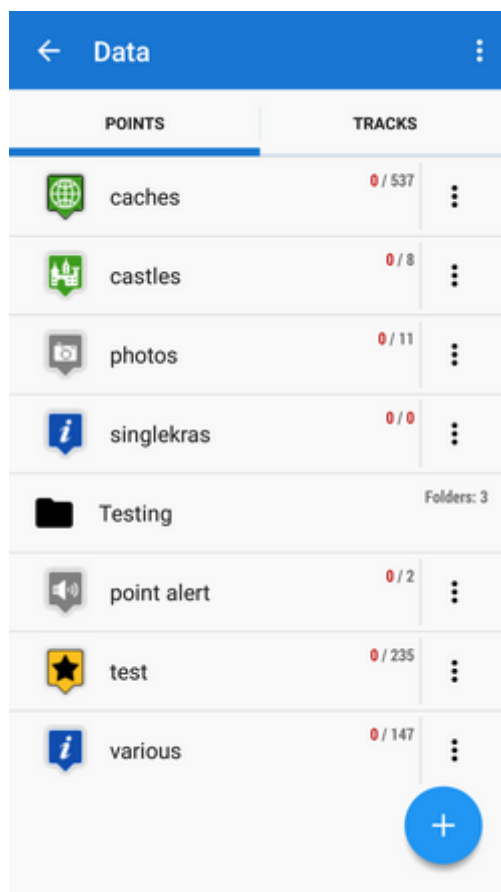 Data
POINTS TRACKS
caches 0 / 537
castles 0 / 8
photos 0 / 11
singlekras 0 / 0
Testing Folders: 3
point alert 0 / 2
test 0 / 235
various 0 / 147